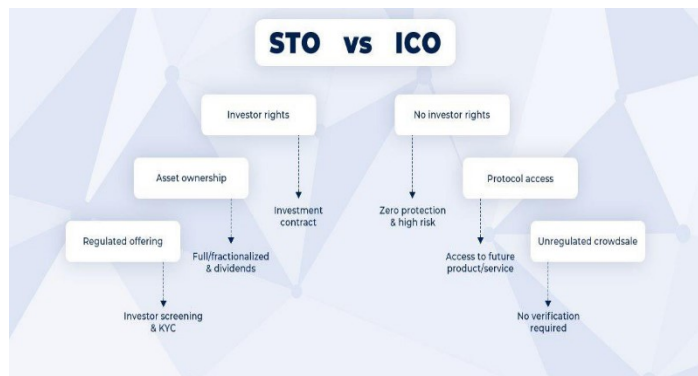 STO vs ICO
Investor rights
No investor rights
Asset ownership
Protocol access
Investment
contract
Zero protection
& high risk
Regulated offering
Unregulated crowdsale
Full/fractionalized
& dividends
Access to future
product/service
Investor screening
& KYC
No verification
required